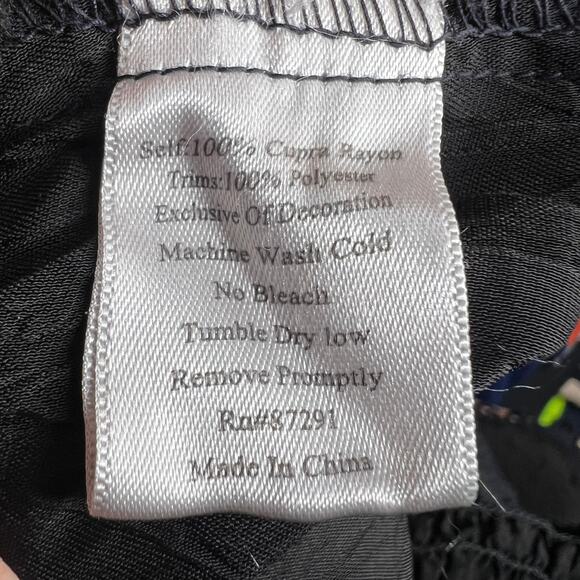 Self:100% Cupra Rayon
Trims:100% Polyester
Exclusive Of Decoration
Machine Wash Cold
No Bleach
Tumble Dry low
Remove Promptly
Rn#87291
Made In China